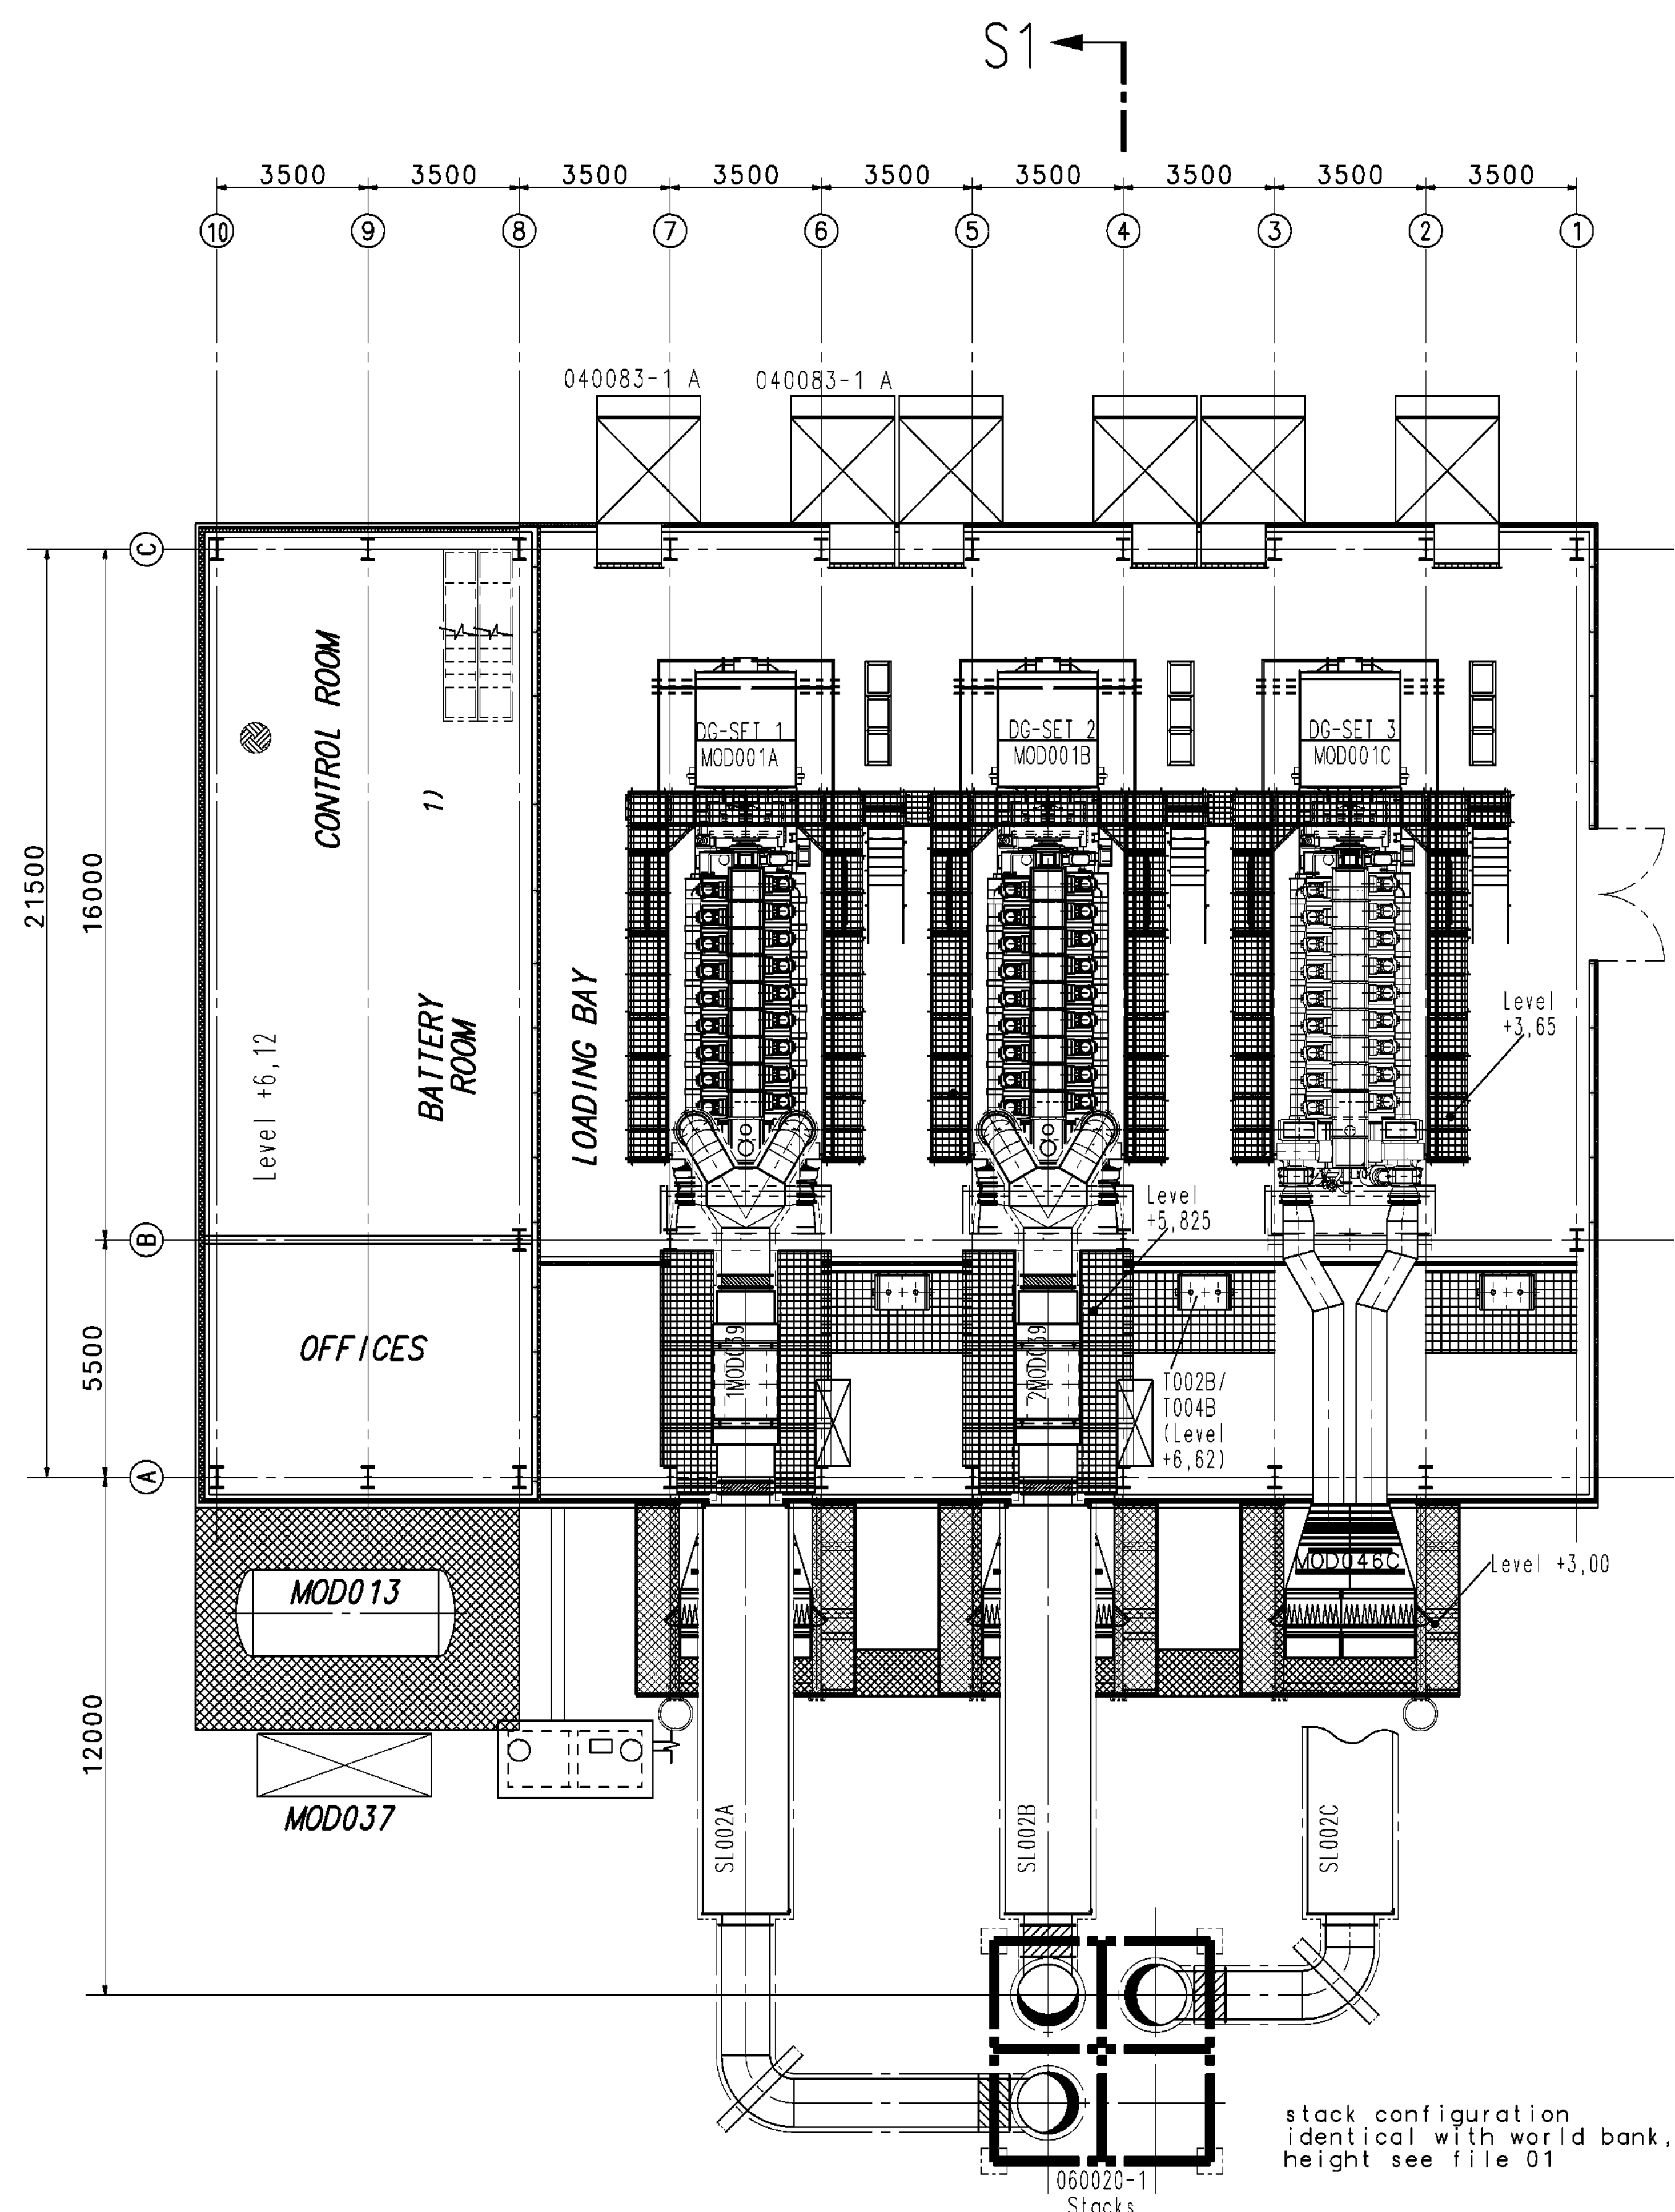 S1
3500 3500 3500 3500 3500 3500 3500 3500 3500
10 9 8 7 6 5 4 3 2 1
040083-1 A 040083-1 A
C
CONTROL ROOM
DG-SET 1
MOD001A
DG-SET 2
MOD001B
DG-SET 3
MOD001C
1)
21500
16000
BATTERY
ROOM
LOADING BAY
Level +6,12
Level
+3,65
Level
+5,825
B
5500
OFFICES
1MOD039
2MOD039
T002B/
T004B
(Level
+6,62)
A
MOD046C
Level +3,00
MOD013
12000
MOD037
SL002A
SL002B
SL002C
stack configuration
identical with world bank,
height see file 01
060020-1
Stacks